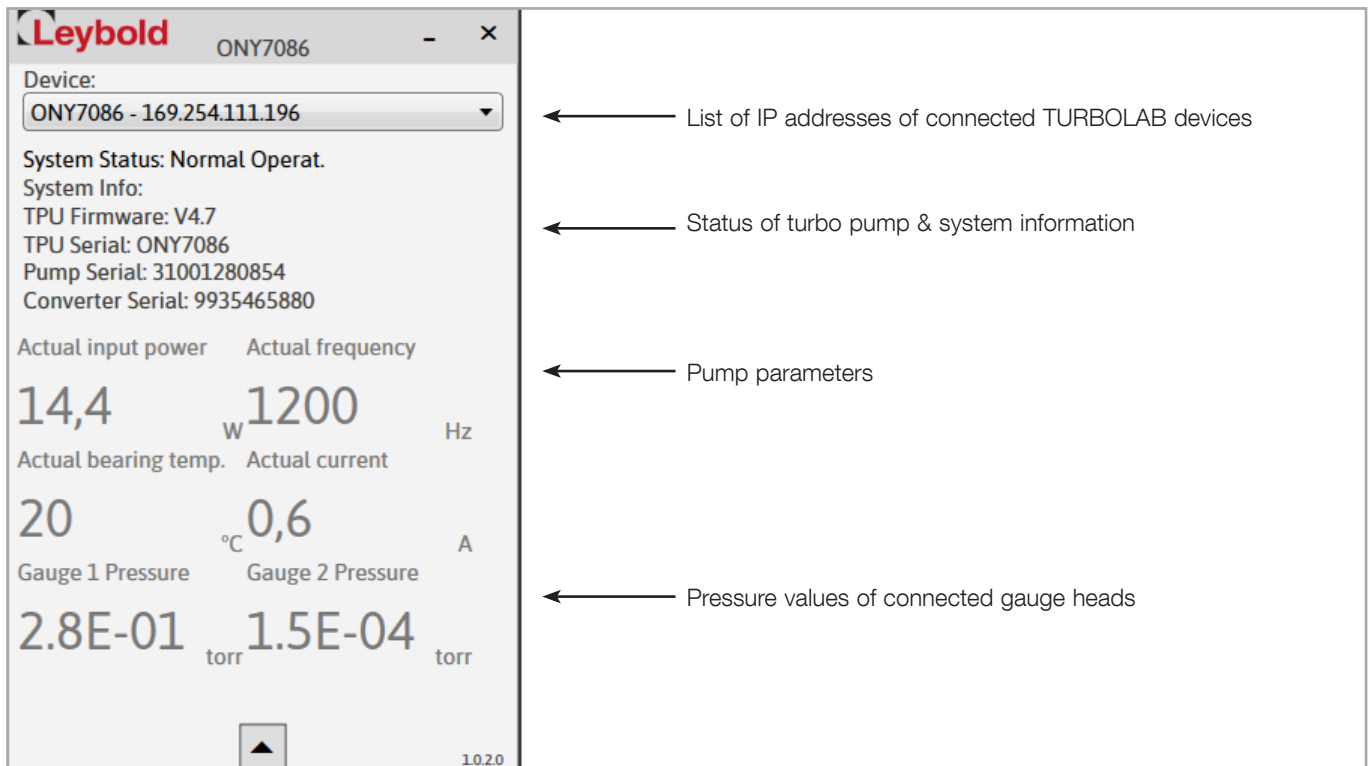 Leybold ONY7086
Device:
ONY7086 - 169.254.111.196
List of IP addresses of connected TURBOLAB devices
System Status: Normal Operat.
System Info:
TPU Firmware: V4.7
TPU Serial: ONY7086
Pump Serial: 31001280854
Converter Serial: 9935465880
Status of turbo pump & system information
Actual input power Actual frequency
14,4 W 1200 Hz
Pump parameters
Actual bearing temp. Actual current
20 °C 0,6 A
Gauge 1 Pressure Gauge 2 Pressure
2.8E-01 torr 1.5E-04 torr
Pressure values of connected gauge heads
1.0.2.0